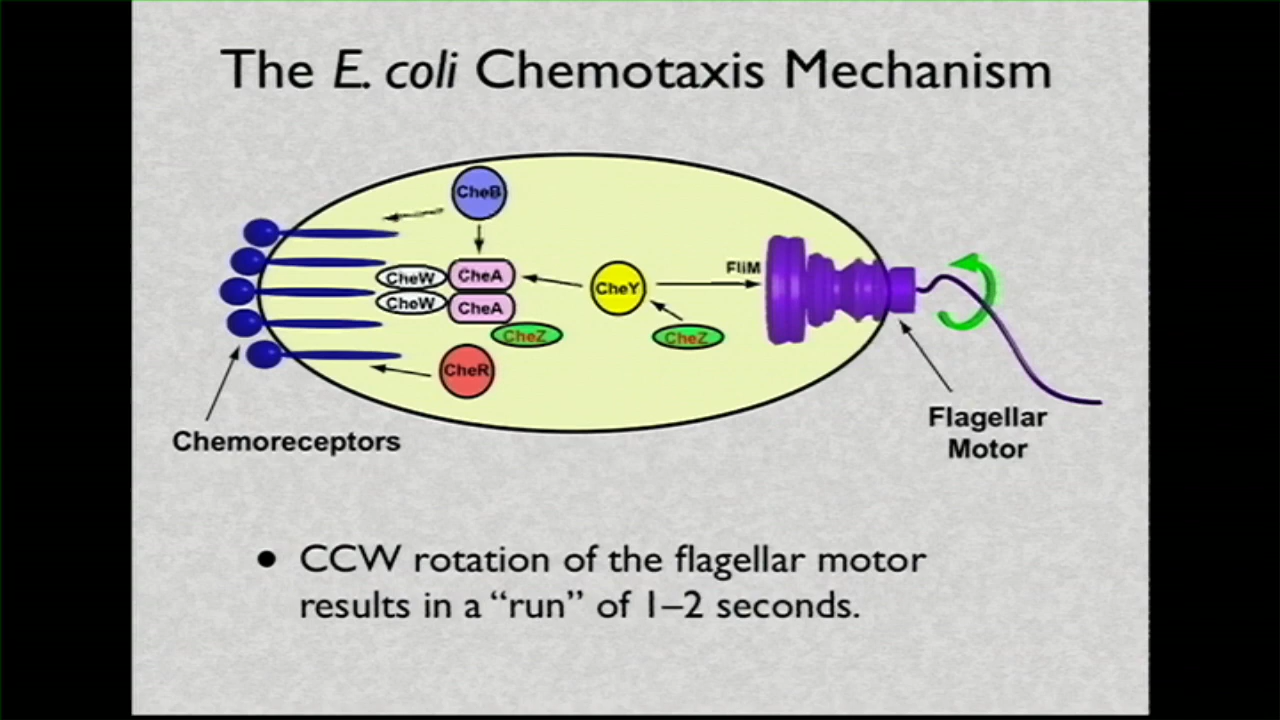 The E. coli Chemotaxis Mechanism
CheB
CheW
CheA
CheW
CheA
CheY
FliM
CheZ
CheZ
CheR
Chemoreceptors
Flagellar
Motor
• CCW rotation of the flagellar motor
results in a “run” of 1–2 seconds.